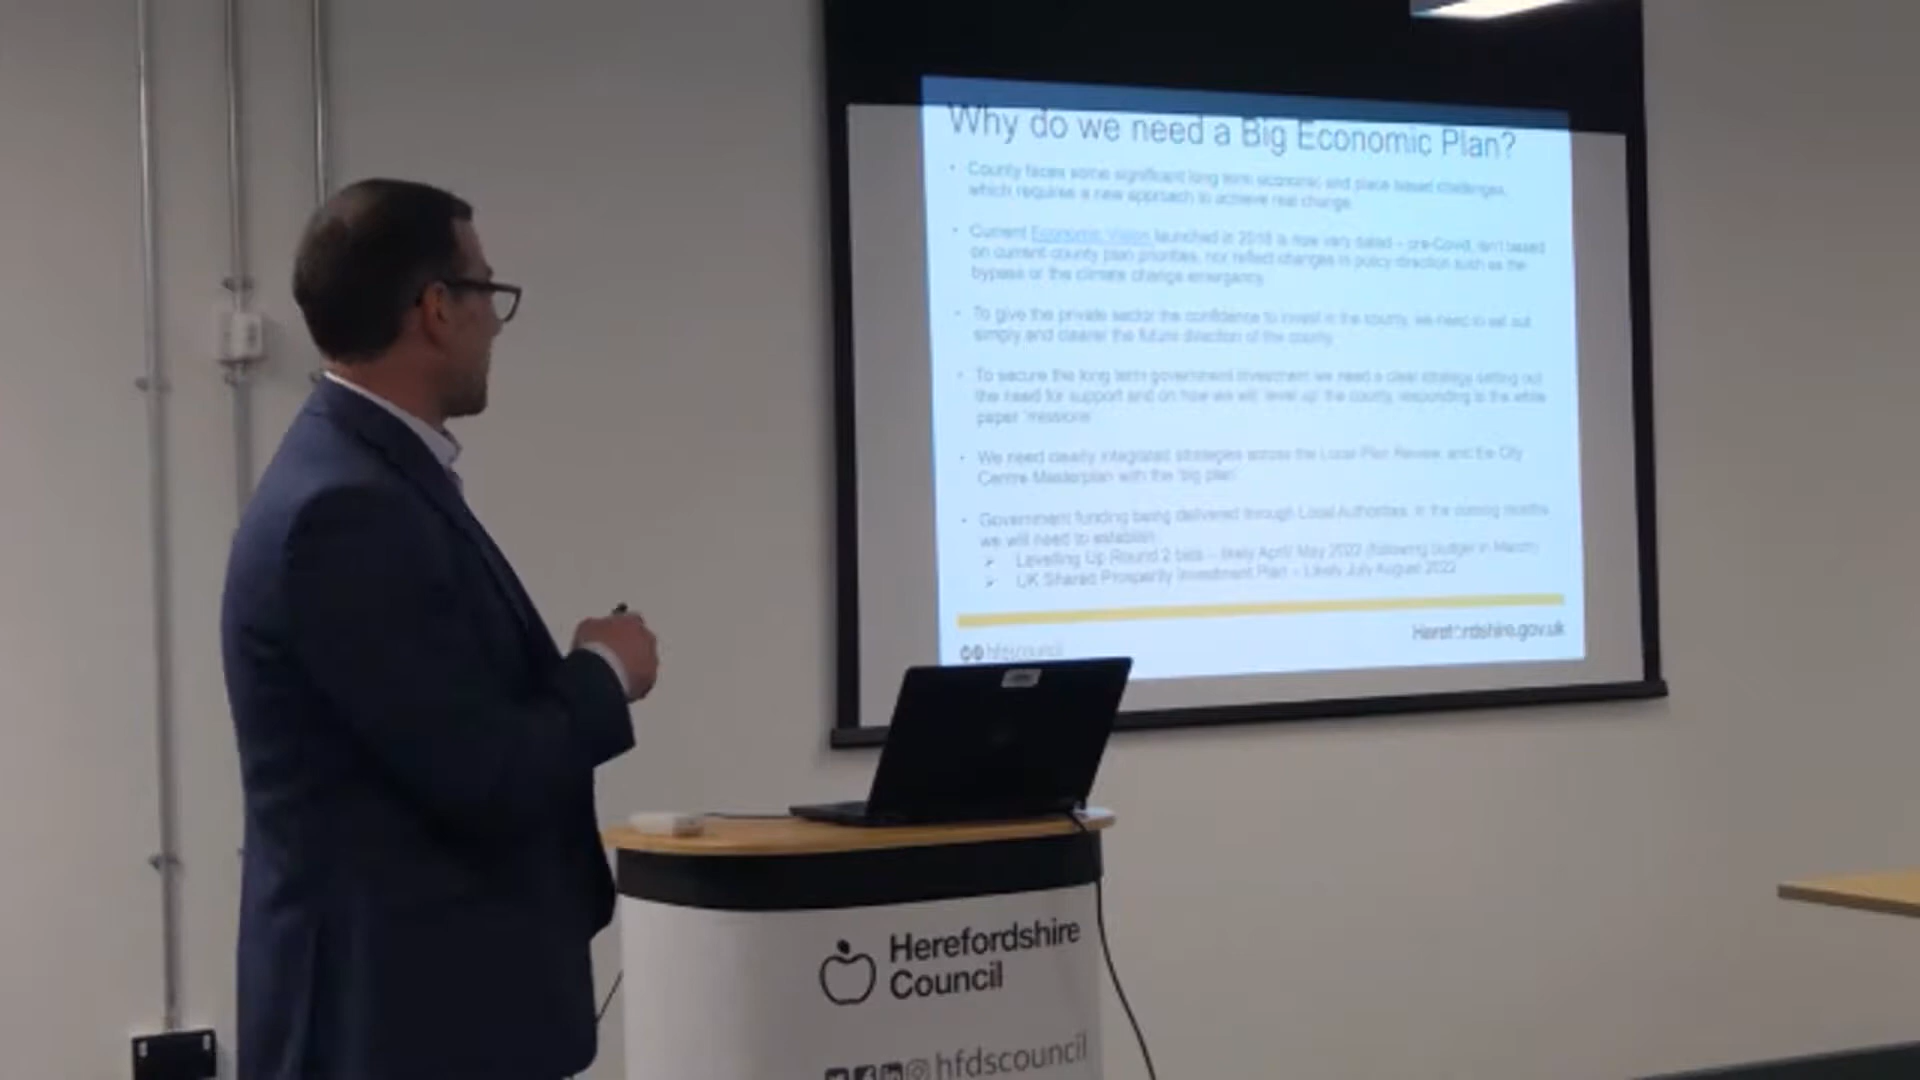 Why do we need a Big Economic Plan?
County faces some significant long term economic and place based challenges,
which requires a new approach to achieve real change.
Current Economic Vision launched in is now very dated – pre-Covid, isn't based
on current county plan priorities, nor reflect changes in policy direction such as the
bypass or the climate change emergency.
To give the private sector the confidence to invest in the county, we need to set out
simply and clearer the future direction of the county
To secure the long term government investment we need a clear strategy setting out
the need for support and on how we will 'level up' the county, responding to the white
paper 'missions'
We need clearly integrated strategies across the Local Plan Review, and City
Centre Masterplan with the 'big plan'
Government funding being delivered through Local Authorities, in the coming months
we will need to establish
➢ Levelling Up Round 2 bids – likely April/ May 2022 (following budget in March)
➢ UK Shared Prosperity Investment Plan – Likely July August 2022
Herefordshire.gov.uk
hfdscouncil
Herefordshire
Council
hfdscouncil